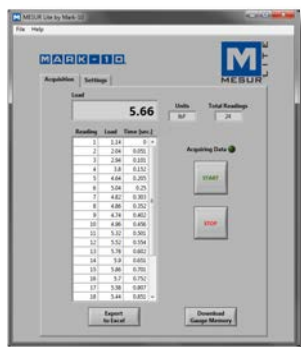 MESUR Lite by Mark-10
File Help
MARK-10
M LITE
MESUR
Acquisition Settings
Load
5.66
Units
lbF
Total Readings
24
Reading Load Time (sec.)
1 1.14 0
2 2.04 0.051
3 2.94 0.101
4 3.8 0.152
5 4.64 0.205
6 5.04 0.25
7 4.82 0.303
8 4.86 0.352
9 4.74 0.402
10 4.96 0.456
11 5.32 0.501
12 5.52 0.554
13 5.78 0.602
14 5.9 0.651
15 5.86 0.701
16 5.7 0.752
17 5.58 0.807
18 5.44 0.851
Acquiring Data
START
STOP
Export
to Excel
Download
Gauge Memory